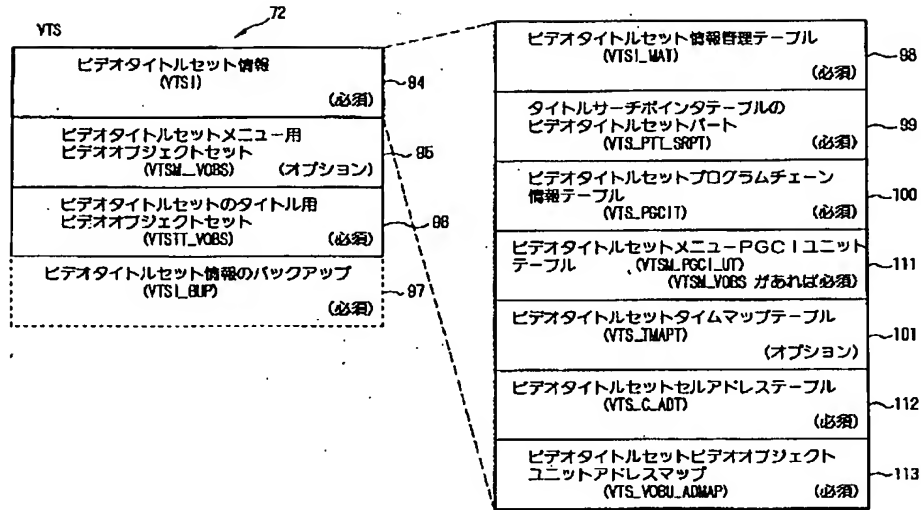 VTS
72
ビデオタイトルセット情報
(VTSI)
(必須)
94
ビデオタイトルセットメニュー用
ビデオオブジェクトセット
(VTSM_VOBS) (オプション)
95
ビデオタイトルセットのタイトル用
ビデオオブジェクトセット
(VTSTT_VOBS) (必須)
96
ビデオタイトルセット情報のバックアップ
(VTSI_BUP)
(必須)
97
ビデオタイトルセット情報管理テーブル
(VTSI_MAT)
(必須)
98
タイトルサーチポインタテーブルの
ビデオタイトルセットパート
(VTS_PTT_SRPT) (必須)
99
ビデオタイトルセットプログラムチェーン
情報テーブル
(VTS_PGCIT) (必須)
100
ビデオタイトルセットメニューPGCIユニット
テーブル (VTSM_PGCI_UT)
(VTSM_VOBS があれば必須)
111
ビデオタイトルセットタイムマップテーブル
(VTS_TMAPT)
(オプション)
101
ビデオタイトルセットセルアドレステーブル
(VTS_C_ADT)
(必須)
112
ビデオタイトルセットビデオオブジェクト
ユニットアドレスマップ
(VTS_VOBU_ADMAP) (必須)
113